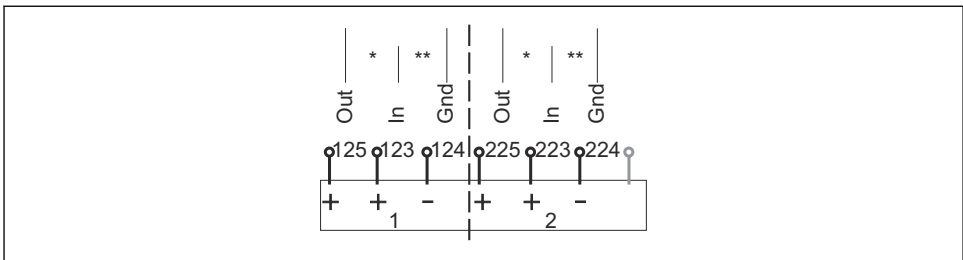 * ** * **
Out In Gnd Out In Gnd
125 123 124 225 223 224
+ + - + + -
1 2